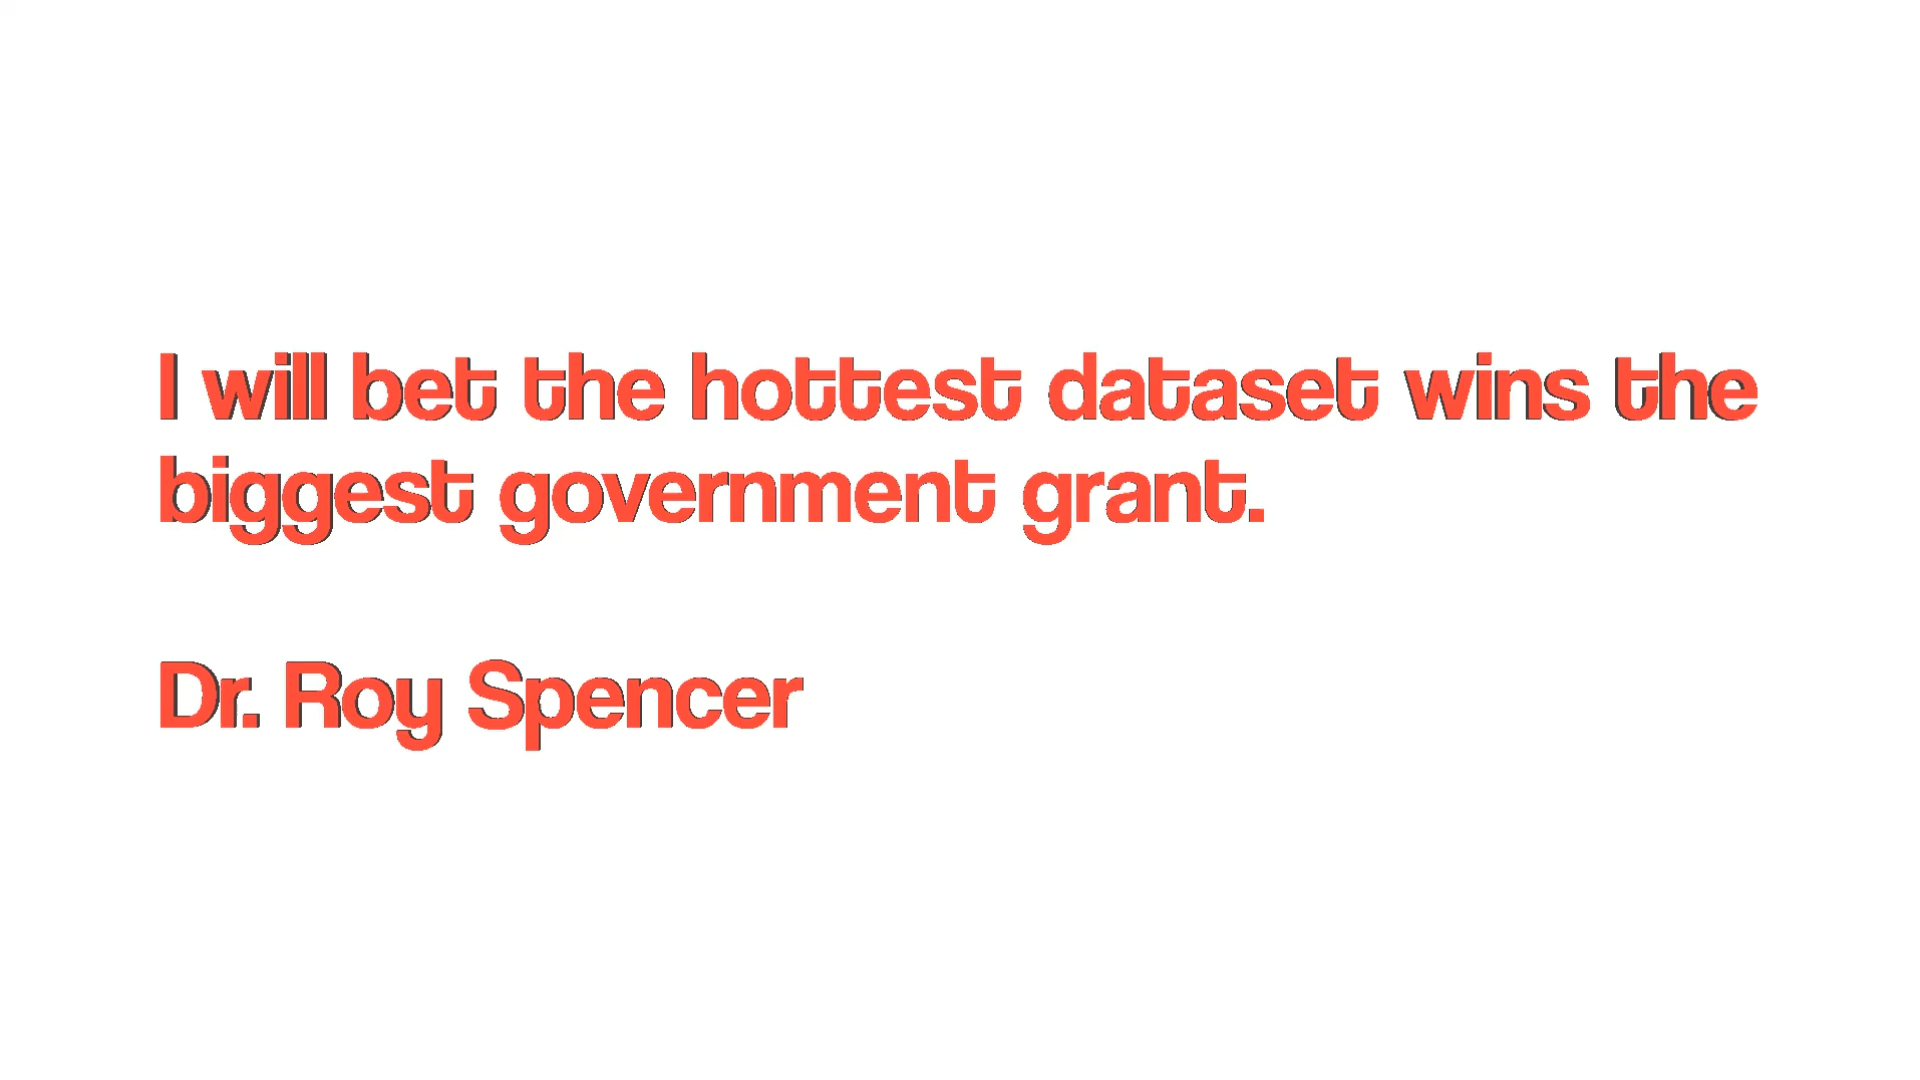 I will bet the hottest dataset wins the
biggest government grant.
Dr. Roy Spencer